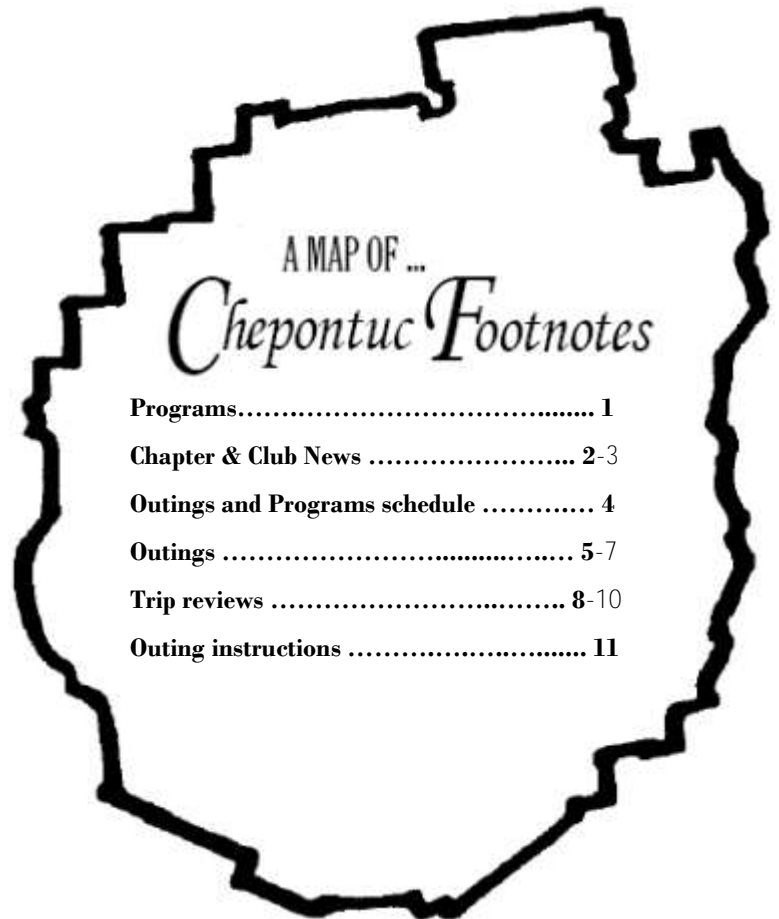 A MAP OF ...
Chepontuc Footnotes
Programs…….………………………........ 1
Chapter & Club News …………………... 2-3
Outings and Programs schedule ……….… 4
Outings ……………………..........…..… 5-7
Trip reviews ……………………..…….. 8-10
Outing instructions ……….….…..…....... 11